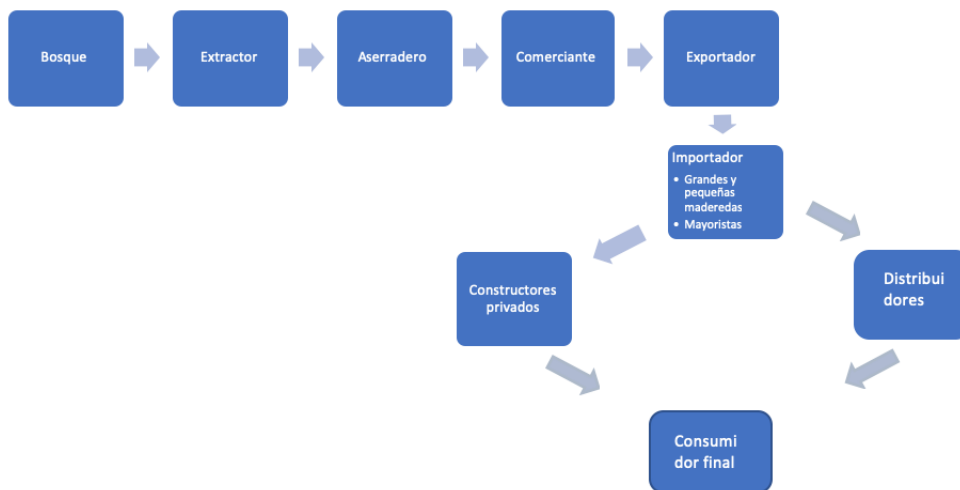 Bosque
Extractor
Aserradero
Comerciante
Exportador
Importador
• Grandes y
pequeñas
maderedas
• Mayoristas
Constructores
privados
Distribui
dores
Consumi
dor final